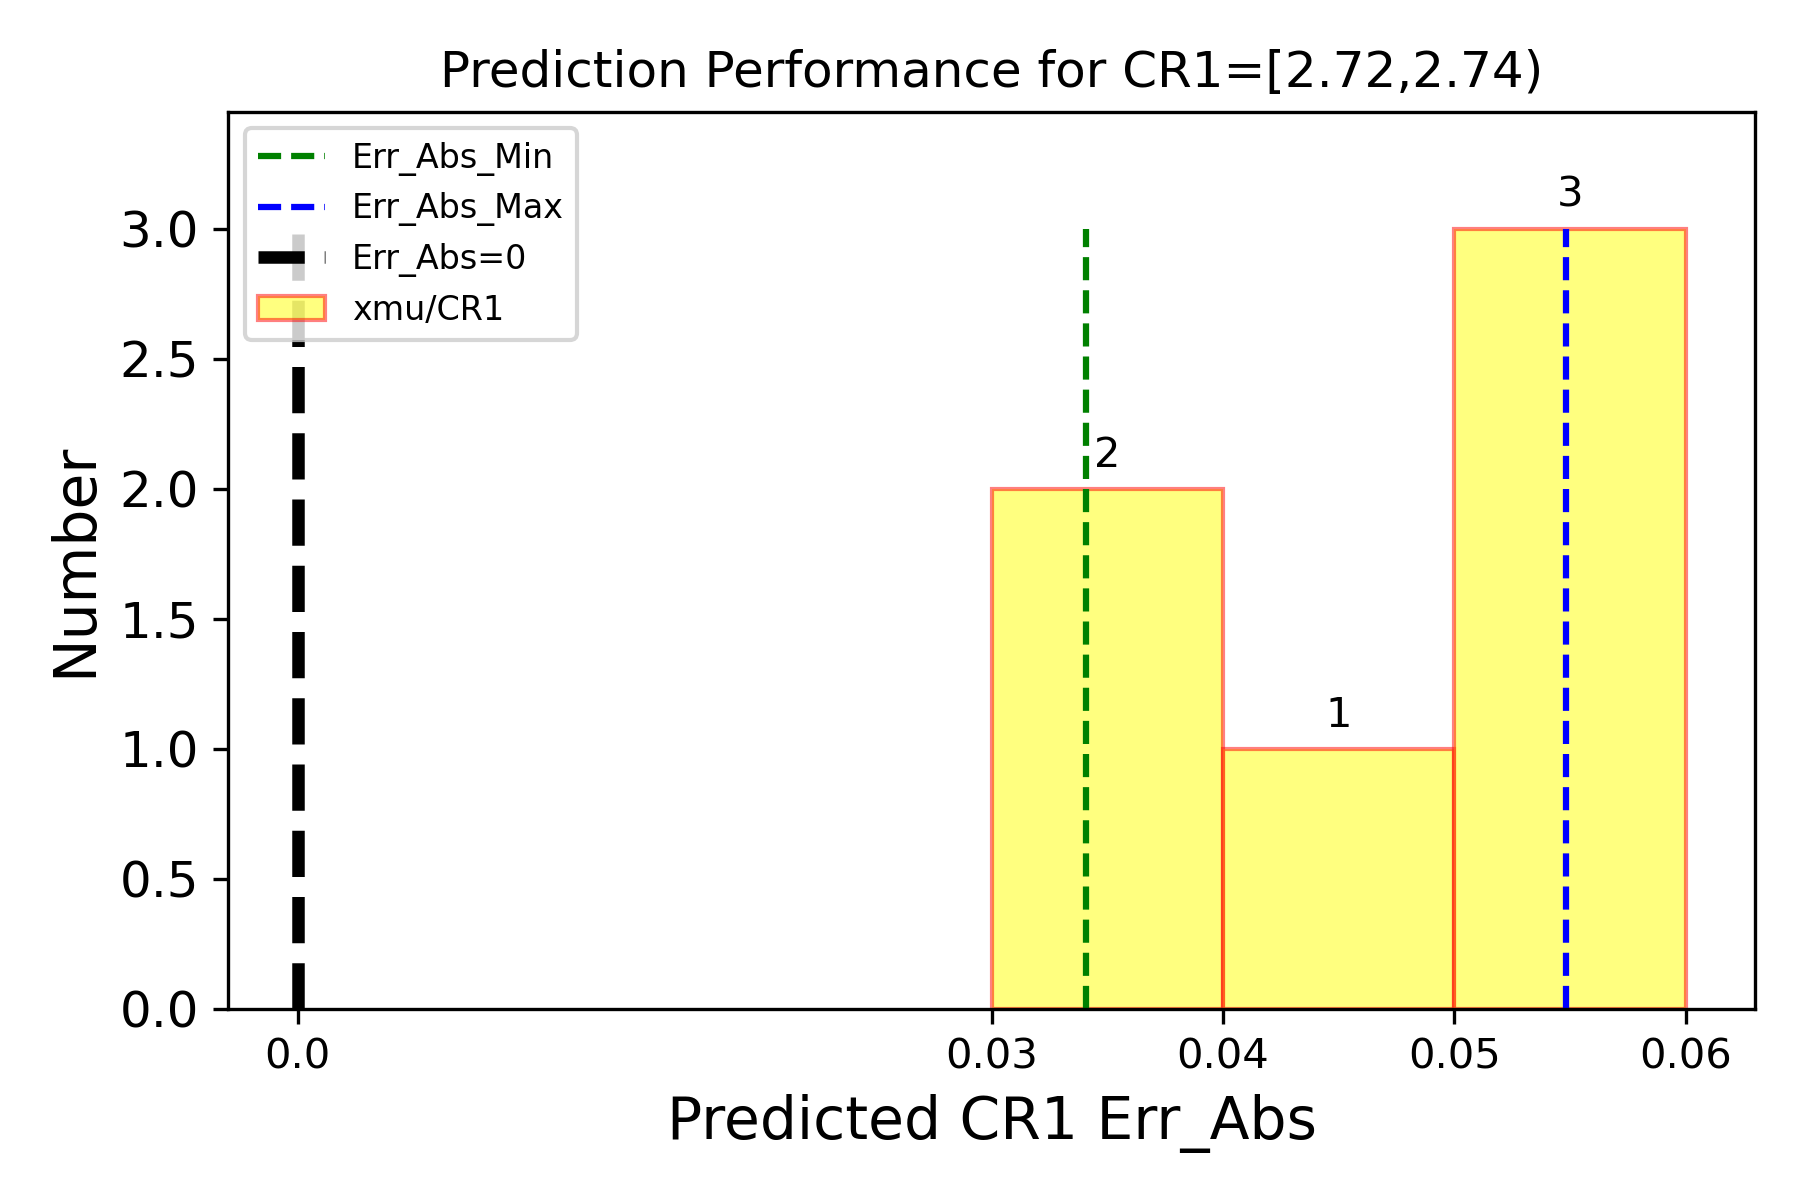 Prediction Performance for CR1=[2.72,2.74)
Err_Abs_Min
Err_Abs_Max
Err_Abs=0
xmu/CR1
3
2
1
Number
3.0
2.5
2.0
1.5
1.0
0.5
0.0
0.0 0.03 0.04 0.05 0.06
Predicted CR1 Err_Abs